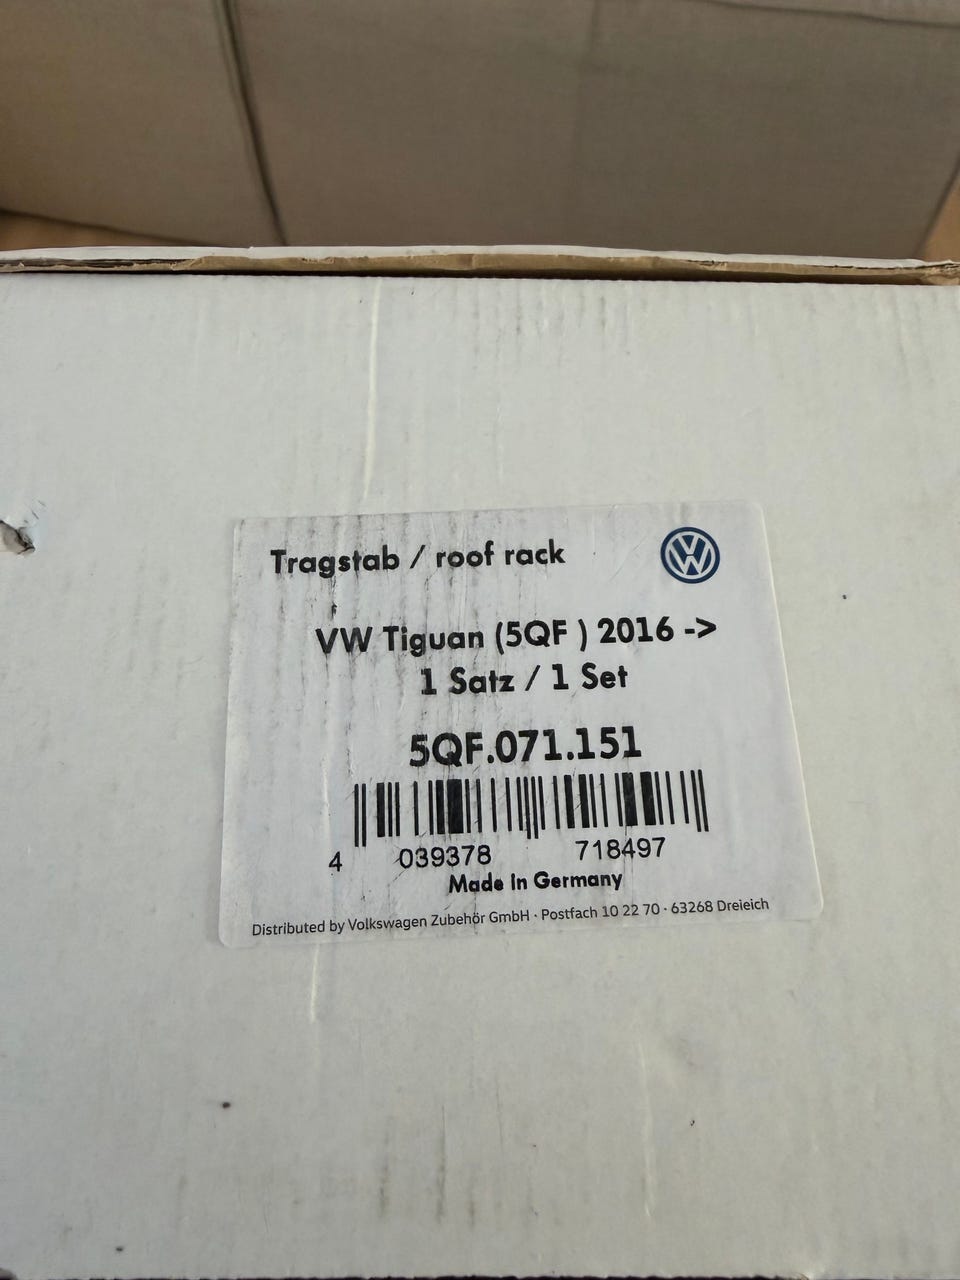 Tragstab / roof rack
VW Tiguan (5QF ) 2016 ->
1 Satz / 1 Set
5QF.071.151
4 039378 718497
Made in Germany
Distributed by Volkswagen Zubehör GmbH · Postfach 10 22 70 · 63268 Dreieich